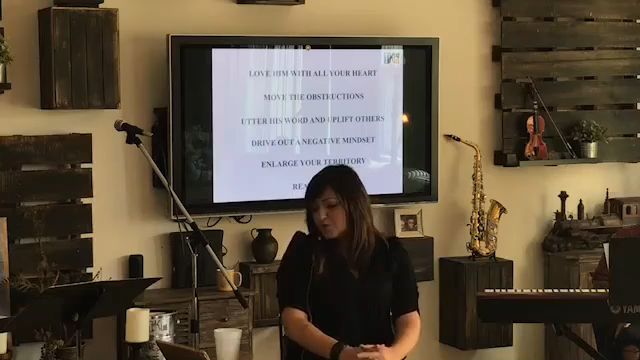 LOVE HIM WITH ALL YOUR HEART
MOVE THE OBSTRUCTIONS
UTTER HIS WORD AND UPLIFT OTHERS
DRIVE OUT A NEGATIVE MINDSET
ENLARGE YOUR TERRITORY